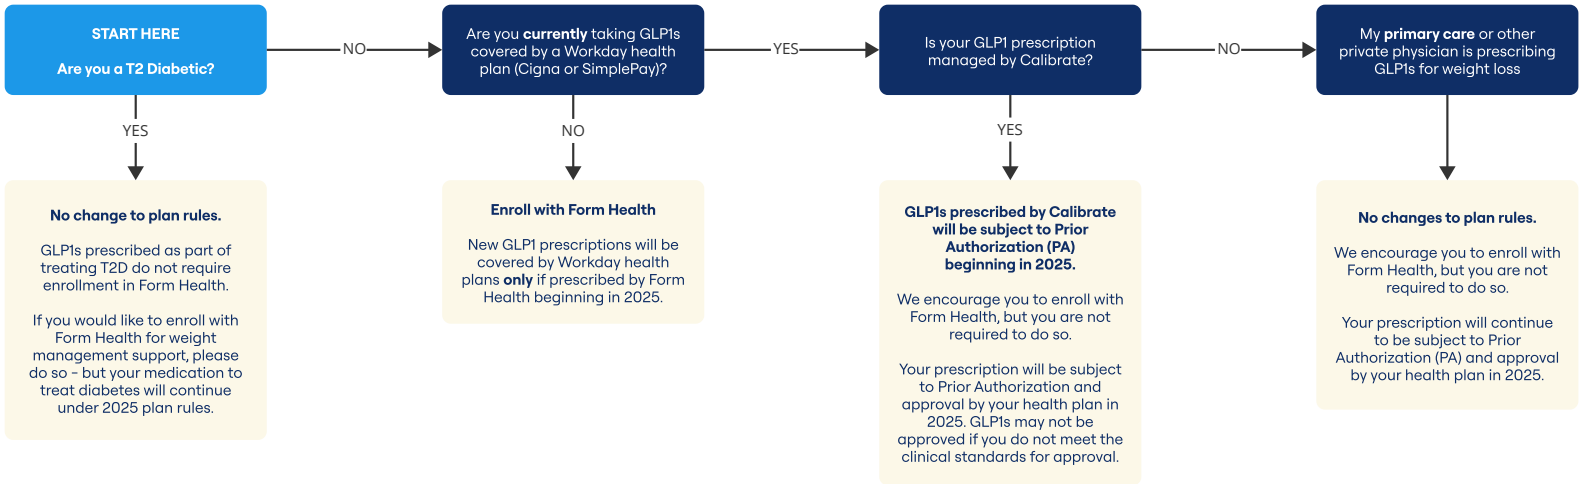 START HERE
Are you a T2 Diabetic?
NO
Are you currently taking GLP1s
covered by a Workday health
plan (Cigna or SimplePay)?
YES
Is your GLP1 prescription
managed by Calibrate?
NO
My primary care or other
private physician is prescribing
GLP1s for weight loss
YES
NO
YES
No change to plan rules.
GLP1s prescribed as part of
treating T2D do not require
enrollment in Form Health.
If you would like to enroll with
Form Health for weight
management support, please
do so - but your medication to
treat diabetes will continue
under 2025 plan rules.
Enroll with Form Health
New GLP1 prescriptions will be
covered by Workday health
plans only if prescribed by Form
Health beginning in 2025.
GLP1s prescribed by Calibrate
will be subject to Prior
Authorization (PA)
beginning in 2025.
We encourage you to enroll with
Form Health, but you are not
required to do so.
Your prescription will be subject
to Prior Authorization and
approval by your health plan in
2025. GLP1s may not be
approved if you do not meet the
clinical standards for approval.
No changes to plan rules.
We encourage you to enroll with
Form Health, but you are not
required to do so.
Your prescription will continue
to be subject to Prior
Authorization (PA) and approval
by your health plan in 2025.